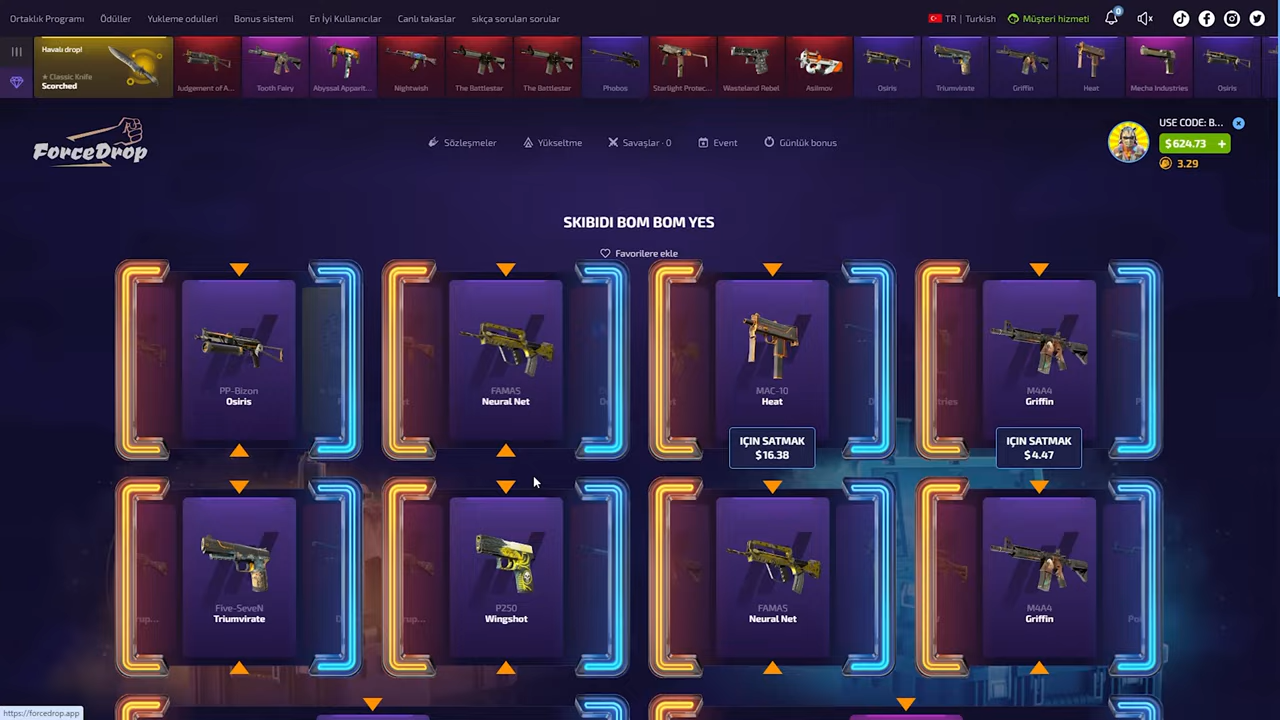 Ortaklık Programı Ödüller Yukleme odulleri Bonus sistemi En İyi Kullanıcılar Canlı takaslar sıkça sorulan sorular TR | Turkish Müşteri hizmeti 0
Havalı drop!
★ Classic Knife
Scorched
Judgement of A...
Tooth Fairy
Abyssal Apparit...
Nightwish
The Battlestar
The Battlestar
Phobos
Starlight Protec...
Wasteland Rebel
Asiimov
Osiris
Triumvirate
Griffin
Heat
Mecha Industries
Osiris
ForceDrop
Sözleşmeler Yükseltme Savaşlar · 0 Event Günlük bonus
USE CODE: B...
$624.73 +
3.29
SKIBIDI BOM BOM YES
Favorilere ekle
PP-Bizon
Osiris
FAMAS
Neural Net
MAC-10
Heat
IÇIN SATMAK
$16.38
M4A4
Griffin
IÇIN SATMAK
$4.47
Five-SeveN
Triumvirate
P250
Wingshot
FAMAS
Neural Net
M4A4
Griffin
https://forcedrop.app